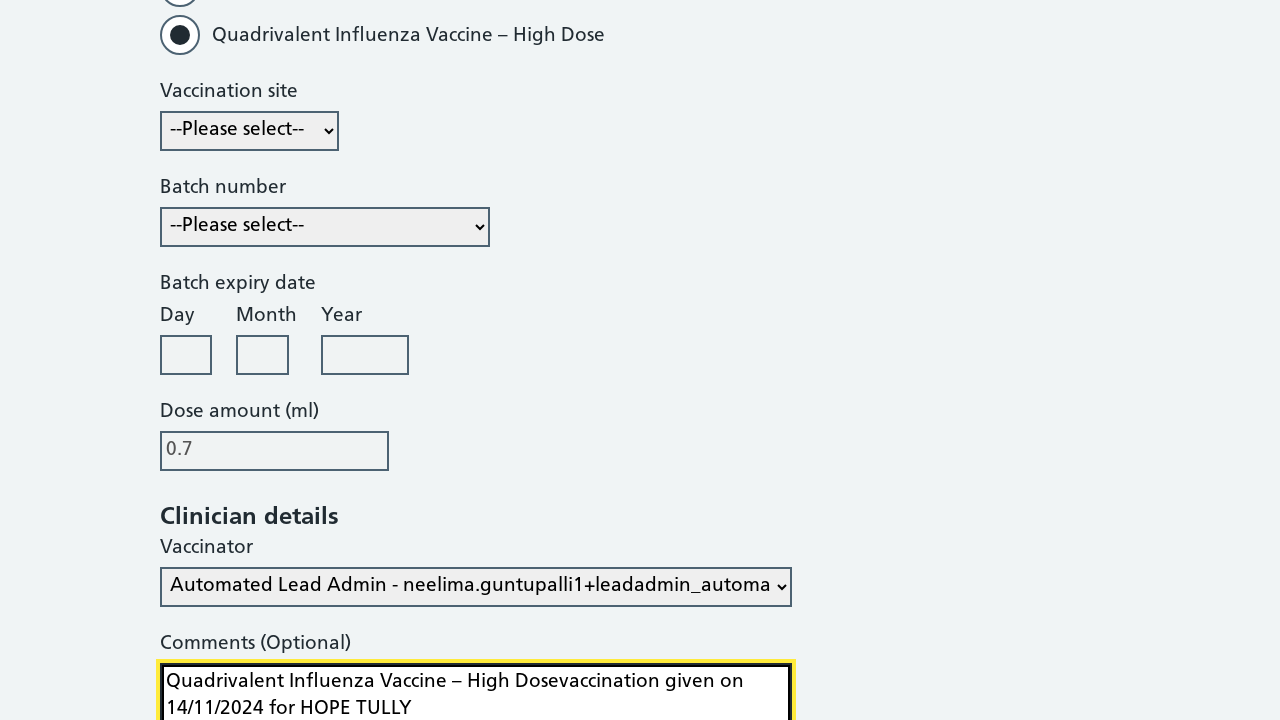 Quadrivalent Influenza Vaccine – High Dose
Vaccination site
--Please select--
Batch number
--Please select--
Batch expiry date
Day Month Year
Dose amount (ml)
0.7
Clinician details
Vaccinator
Automated Lead Admin - neelima.guntupalli1+leadadmin_automa
Comments (Optional)
Quadrivalent Influenza Vaccine – High Dosevaccination given on
14/11/2024 for HOPE TULLY